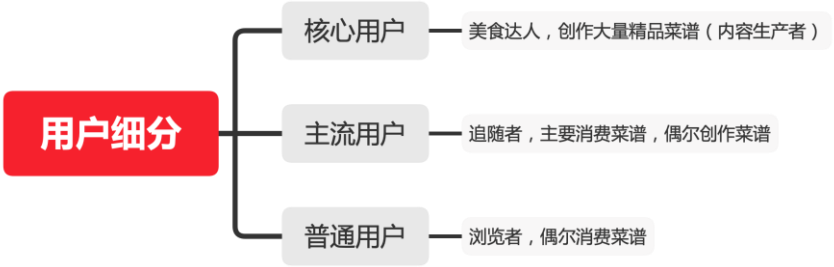 用户细分
核心用户
美食达人，创作大量精品菜谱（内容生产者）
主流用户
追随者，主要消费菜谱，偶尔创作菜谱
普通用户
浏览者，偶尔消费菜谱